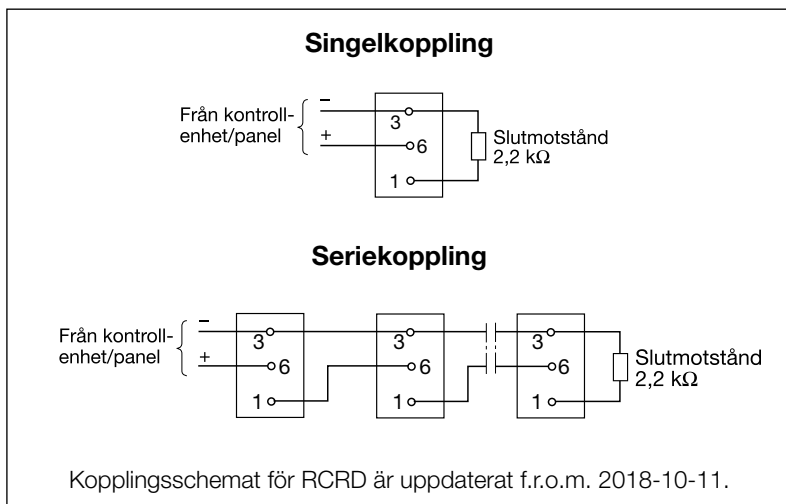 Singelkoppling
Från kontroll-
enhet/panel
−
+
3
6
1
Slutmotstånd
2,2 kΩ
Seriekoppling
Från kontroll-
enhet/panel
−
+
3
6
1
3
6
1
3
6
1
Slutmotstånd
2,2 kΩ
Kopplingsschemat för RCRD är uppdaterat f.r.o.m. 2018-10-11.